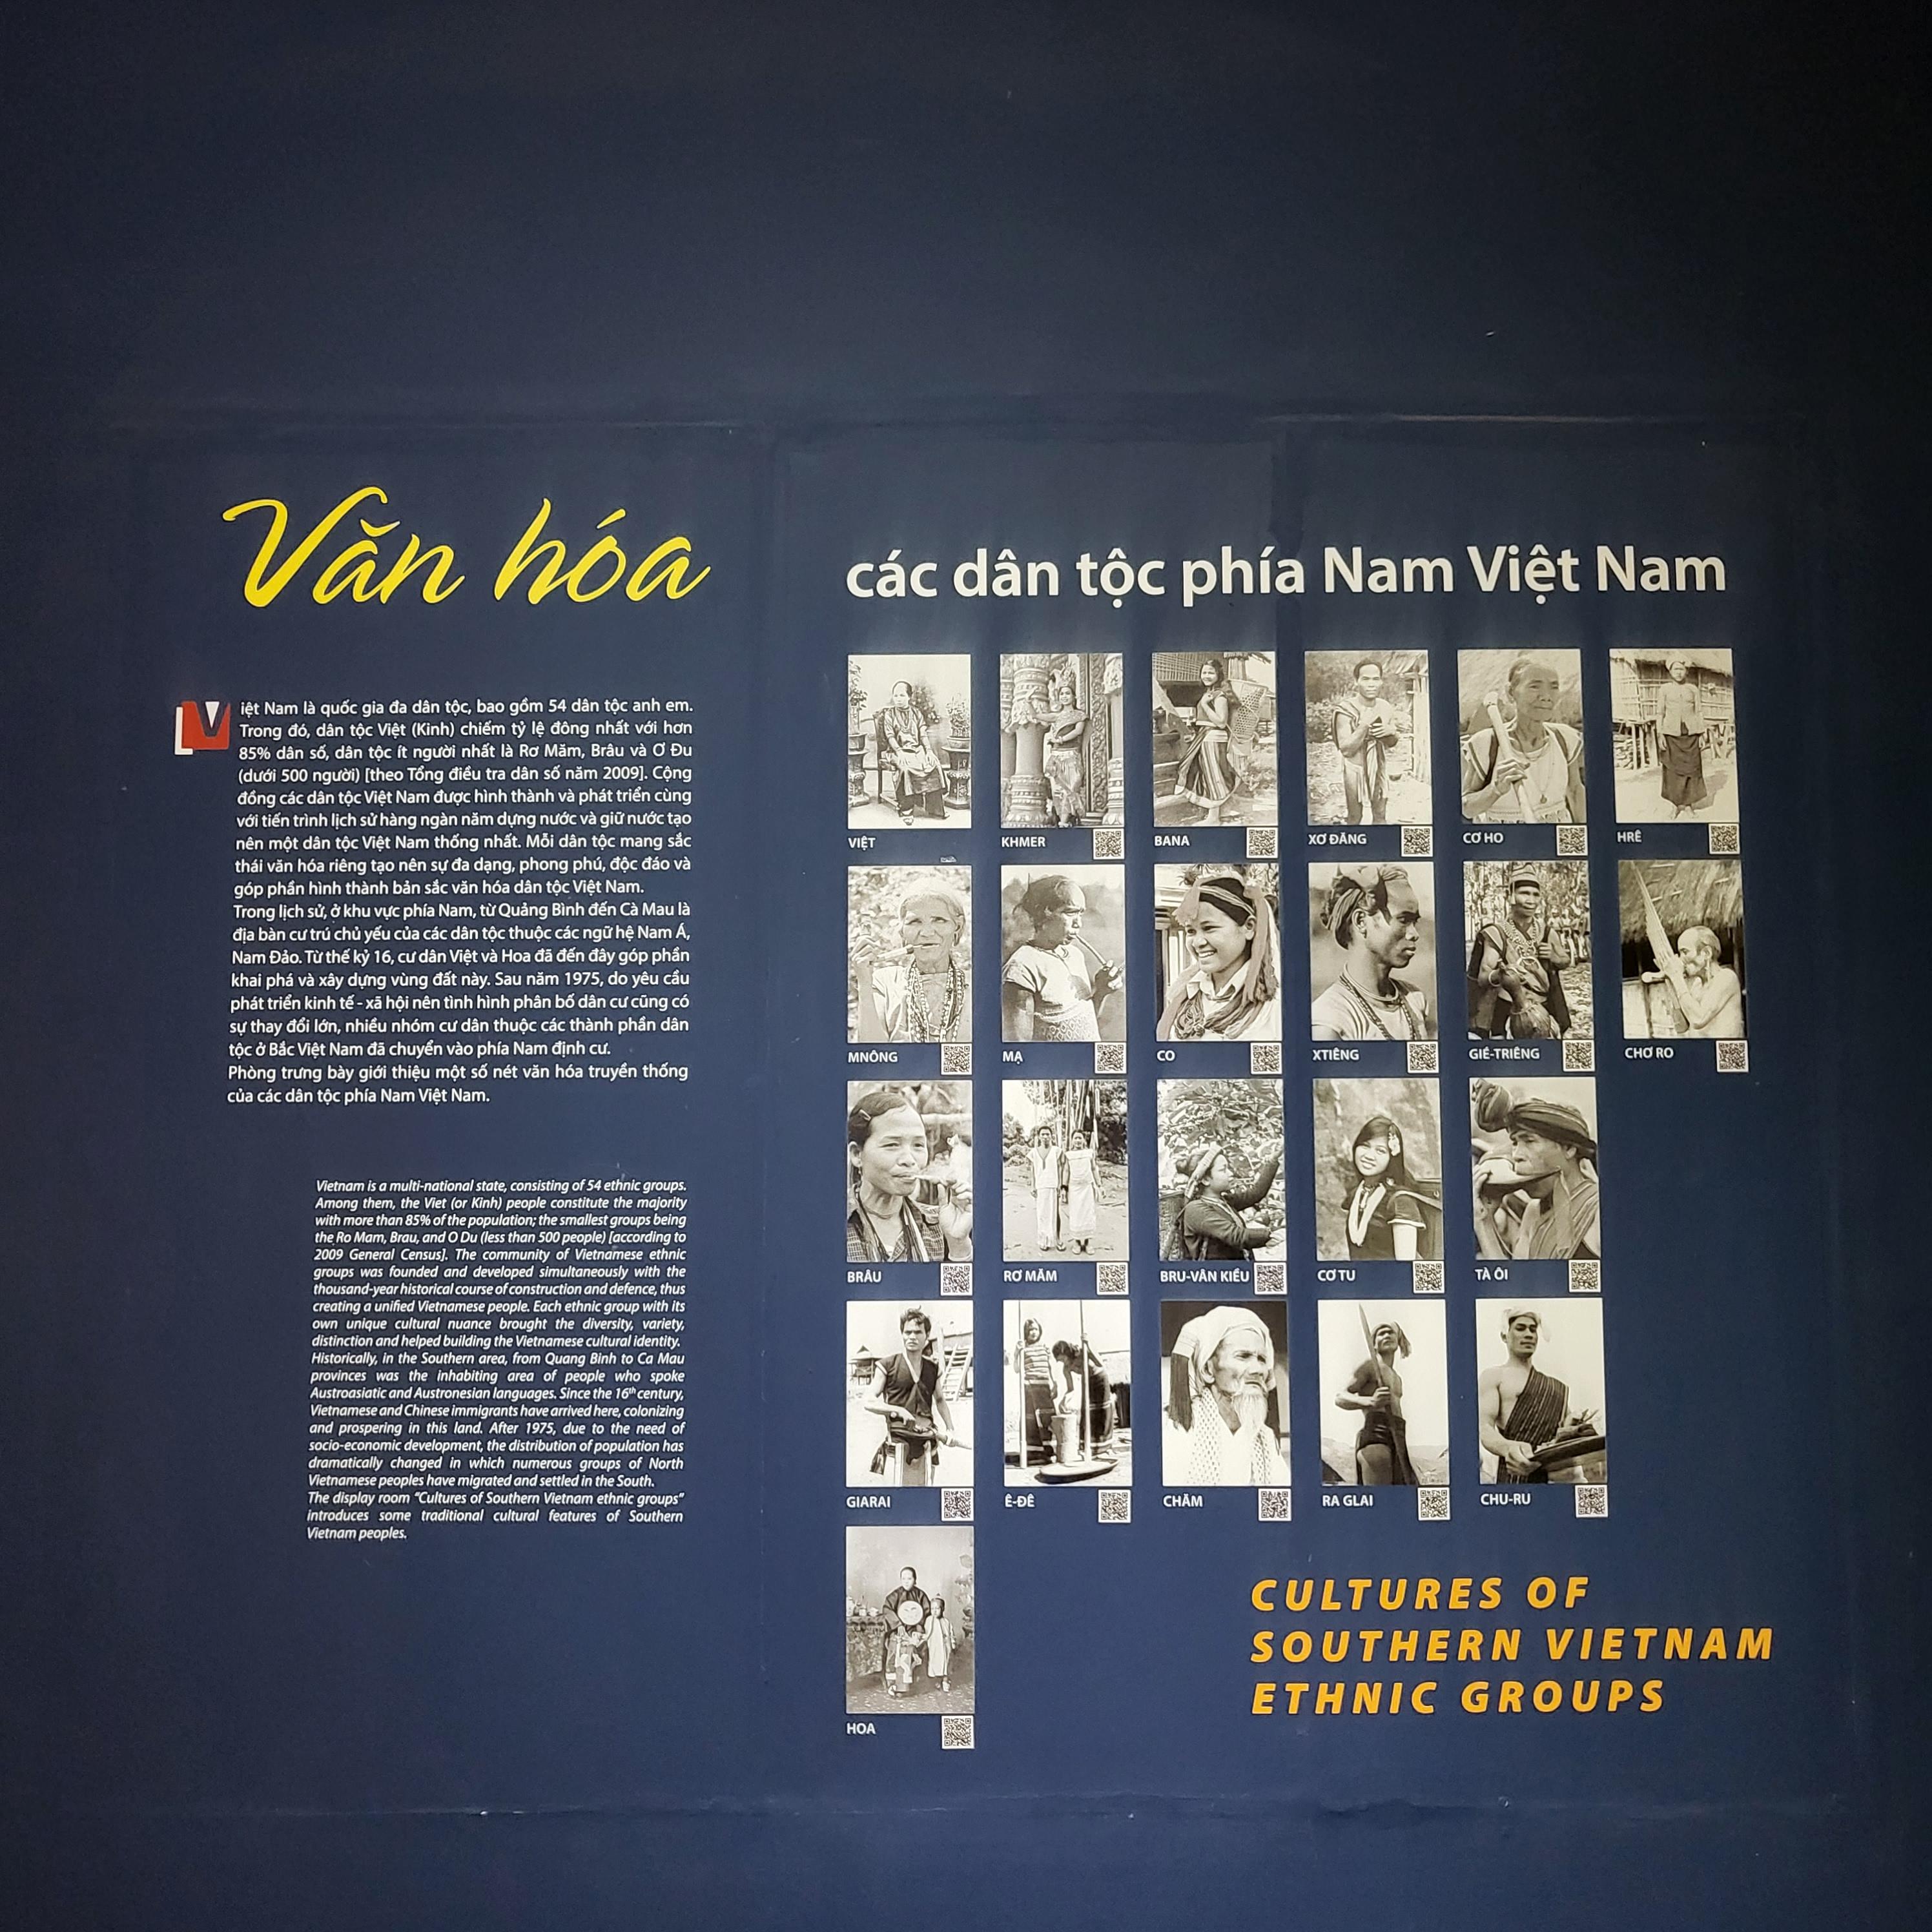 Văn hóa
các dân tộc phía Nam Việt Nam
Việt Nam là quốc gia đa dân tộc, bao gồm 54 dân tộc anh em.
Trong đó, dân tộc Việt (Kinh) chiếm tỷ lệ đông nhất với hơn
85% dân số, dân tộc ít người nhất là Rơ Măm, Brâu và Ơ Đu
(dưới 500 người) [theo Tổng điều tra dân số năm 2009]. Cộng
đồng các dân tộc Việt Nam được hình thành và phát triển cùng
với tiến trình lịch sử hàng ngàn năm dựng nước và giữ nước tạo
nên một dân tộc Việt Nam thống nhất. Mỗi dân tộc mang sắc
thái văn hóa riêng tạo nên sự đa dạng, phong phú, độc đáo và
góp phần hình thành bản sắc văn hóa dân tộc Việt Nam.
Trong lịch sử, ở khu vực phía Nam, từ Quảng Bình đến Cà Mau là
địa bàn cư trú chủ yếu của các dân tộc thuộc các ngữ hệ Nam Á,
Nam Đảo. Từ thế kỷ 16, cư dân Việt và Hoa đã đến đây góp phần
khai phá và xây dựng vùng đất này. Sau năm 1975, do yêu cầu
phát triển kinh tế - xã hội nên tình hình phân bố dân cư cũng có
sự thay đổi lớn, nhiều nhóm cư dân thuộc các thành phần dân
tộc ở Bắc Việt Nam đã chuyển vào phía Nam định cư.
Phòng trưng bày giới thiệu một số nét văn hóa truyền thống
của các dân tộc phía Nam Việt Nam.
Vietnam is a multi-national state, consisting of 54 ethnic groups.
Among them, the Viet (or Kinh) people constitute the majority
with more than 85% of the population; the smallest groups being
the Ro Mam, Brau, and O Du (less than 500 people) [according to
2009 General Census]. The community of Vietnamese ethnic
groups was founded and developed simultaneously with the
thousand-year historical course of construction and defence, thus
creating a unified Vietnamese people. Each ethnic group with its
own unique cultural nuance brought the diversity, variety,
distinction and helped building the Vietnamese cultural identity.
Historically, in the Southern area, from Quang Binh to Ca Mau
provinces was the inhabiting area of people who spoke
Austroasiatic and Austronesian languages. Since the 16th century,
Vietnamese and Chinese immigrants have arrived here, colonizing
and prospering in this land. After 1975, due to the need of
socio-economic development, the distribution of population has
dramatically changed in which numerous groups of North
Vietnamese peoples have migrated and settled in the South.
The display room "Cultures of Southern Vietnam ethnic groups"
introduces some traditional cultural features of Southern
Vietnam peoples.
VIỆT
KHMER
BANA
XƠ ĐĂNG
CƠ HO
HRÊ
MNÔNG
MẠ
CO
XTIÊNG
GIÉ-TRIÊNG
CHƠ RO
BRÂU
RƠ MĂM
BRU-VÂN KIỀU
CƠ TU
TÀ ÔI
GIARAI
Ê-ĐÊ
CHĂM
RA GLAI
CHU-RU
HOA
CULTURES OF
SOUTHERN VIETNAM
ETHNIC GROUPS